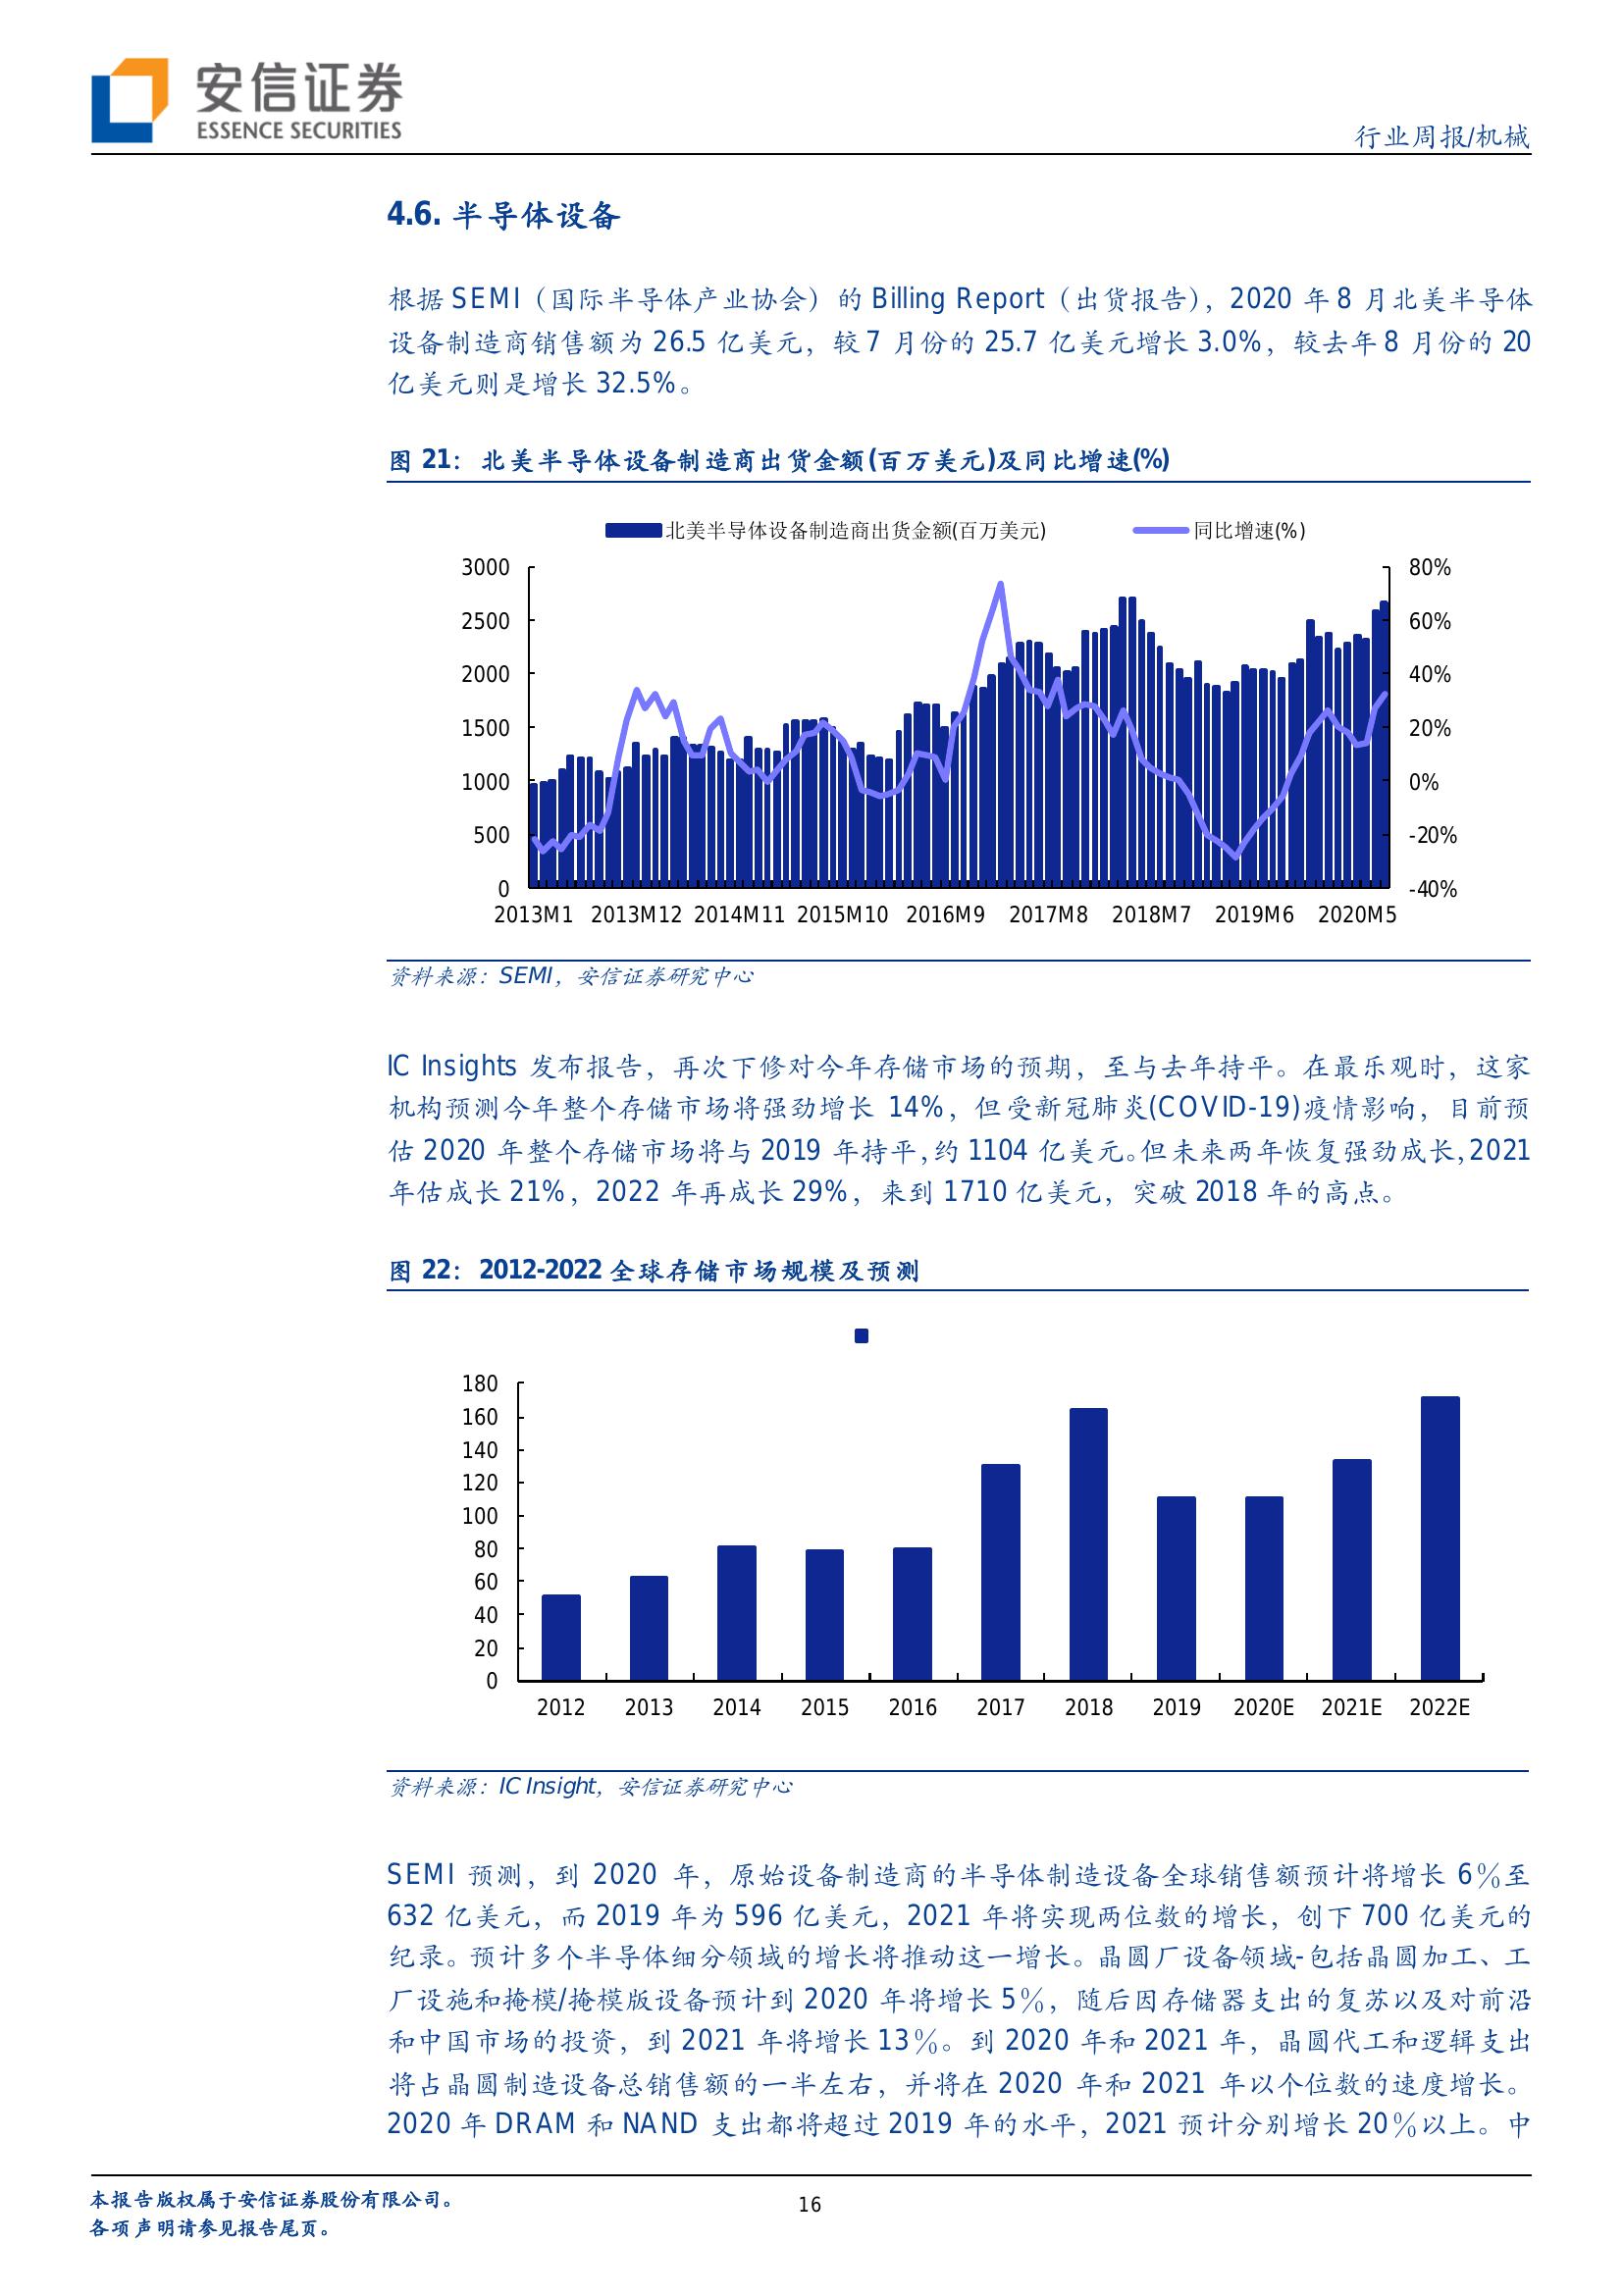 安信证券
ESSENCE SECURITIES
行业周报/机械
4.6. 半导体设备
根据 SEMI（国际半导体产业协会）的 Billing Report（出货报告），2020 年 8 月北美半导体
设备制造商销售额为 26.5 亿美元，较 7 月份的 25.7 亿美元增长 3.0%，较去年 8 月份的 20
亿美元则是增长 32.5%。
图 21：北美半导体设备制造商出货金额(百万美元)及同比增速(%)
北美半导体设备制造商出货金额(百万美元) 同比增速(%)
3000 80%
2500 60%
2000 40%
1500 20%
1000 0%
500 -20%
0 -40%
2013M1 2013M12 2014M11 2015M10 2016M9 2017M8 2018M7 2019M6 2020M5
资料来源：SEMI，安信证券研究中心
IC Insights 发布报告，再次下修对今年存储市场的预期，至与去年持平。在最乐观时，这家
机构预测今年整个存储市场将强劲增长 14%，但受新冠肺炎(COVID-19)疫情影响，目前预
估 2020 年整个存储市场将与 2019 年持平，约 1104 亿美元。但未来两年恢复强劲成长，2021
年估成长 21%，2022 年再成长 29%，来到 1710 亿美元，突破 2018 年的高点。
图 22：2012-2022 全球存储市场规模及预测
180
160
140
120
100
80
60
40
20
0
2012 2013 2014 2015 2016 2017 2018 2019 2020E 2021E 2022E
资料来源：IC Insight，安信证券研究中心
SEMI 预测，到 2020 年，原始设备制造商的半导体制造设备全球销售额预计将增长 6％至
632 亿美元，而 2019 年为 596 亿美元，2021 年将实现两位数的增长，创下 700 亿美元的
纪录。预计多个半导体细分领域的增长将推动这一增长。晶圆厂设备领域-包括晶圆加工、工
厂设施和掩模/掩模版设备预计到 2020 年将增长 5％，随后因存储器支出的复苏以及对前沿
和中国市场的投资，到 2021 年将增长 13％。到 2020 年和 2021 年，晶圆代工和逻辑支出
将占晶圆制造设备总销售额的一半左右，并将在 2020 年和 2021 年以个位数的速度增长。
2020 年 DRAM 和 NAND 支出都将超过 2019 年的水平，2021 预计分别增长 20％以上。中
本报告版权属于安信证券股份有限公司。
各项声明请参见报告尾页。
16